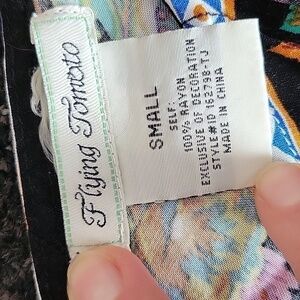 Flying Tomato
SMALL
SELF:
100% RAYON
EXCLUSIVE OF DECORATION
STYLE#ID 162798-TJ
MADE IN CHINA